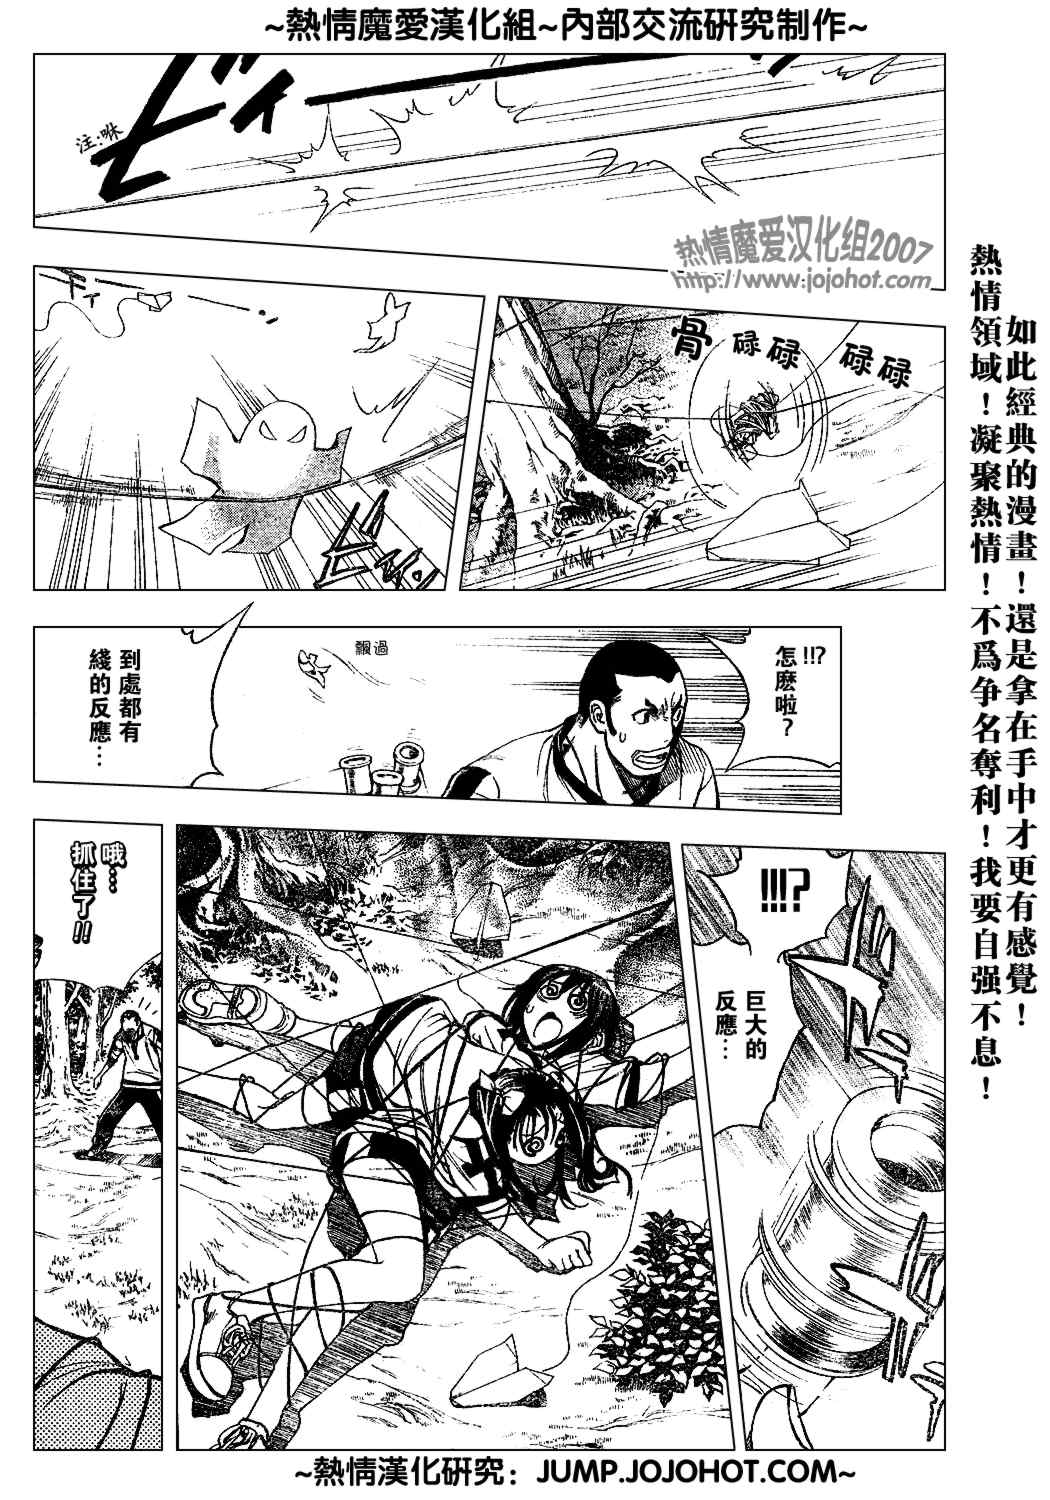 ~熱情魔愛漢化組~內部交流研究制作~
ビィ
注:咻
熱情魔爱汉化组2007
http://www.jojohot.com
骨碌碌 碌碌
!!?
怎麼啦?
飄過
到處都有
綫的反應…
!!!?
巨大的
反應…
哦…
抓住了!!
如此經典的漫畫!還是拿在手中才更有感覺!
熱情領域!凝聚熱情!不爲争名奪利!我要自强不息!
~熱情漢化研究: JUMP.JOJOHOT.COM~